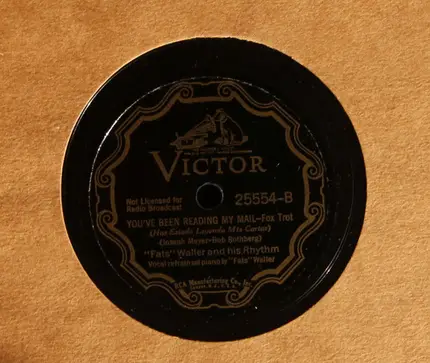 VICTOR
Not Licensed for
Radio Broadcast
25554-B
YOU'VE BEEN READING MY MAIL-Fox Trot
(Has Estado Leyendo Mis Cartas)
(Joseph Meyer-Bob Rothberg)
"Fats" Waller and his Rhythm
Vocal refrain and piano by "Fats" Waller
RCA Manufacturing Co., Inc.